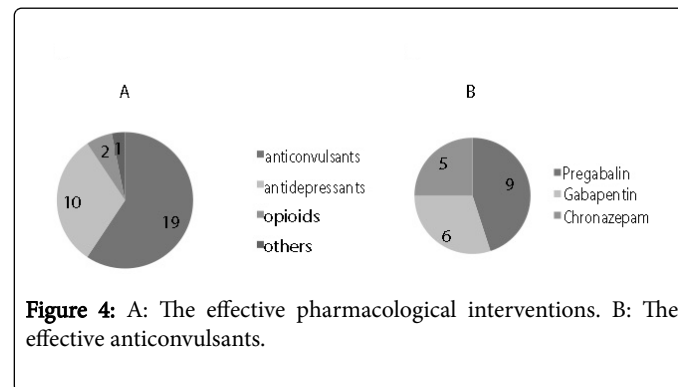 A
2
1
10
19
anticonvulsants
antidepressants
opioids
others
B
5
9
6
Pregabalin
Gabapentin
Chronazepam
Figure 4: A: The effective pharmacological interventions. B: The
effective anticonvulsants.